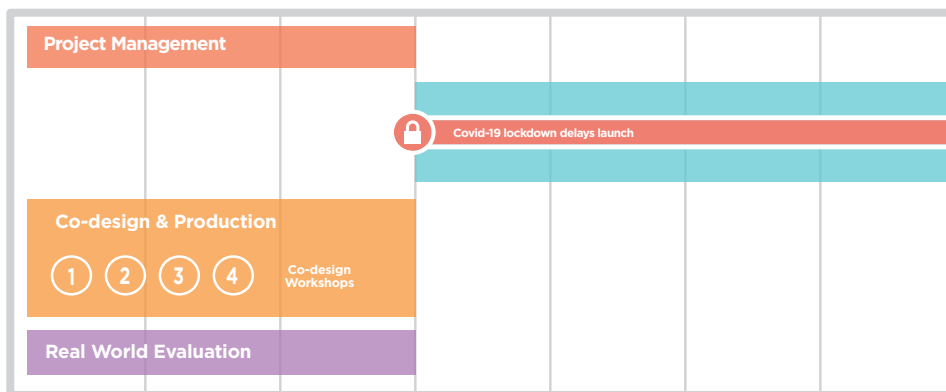 Project Management
Covid-19 lockdown delays launch
Co-design & Production
1 2 3 4
Co-design
Workshops
Real World Evaluation